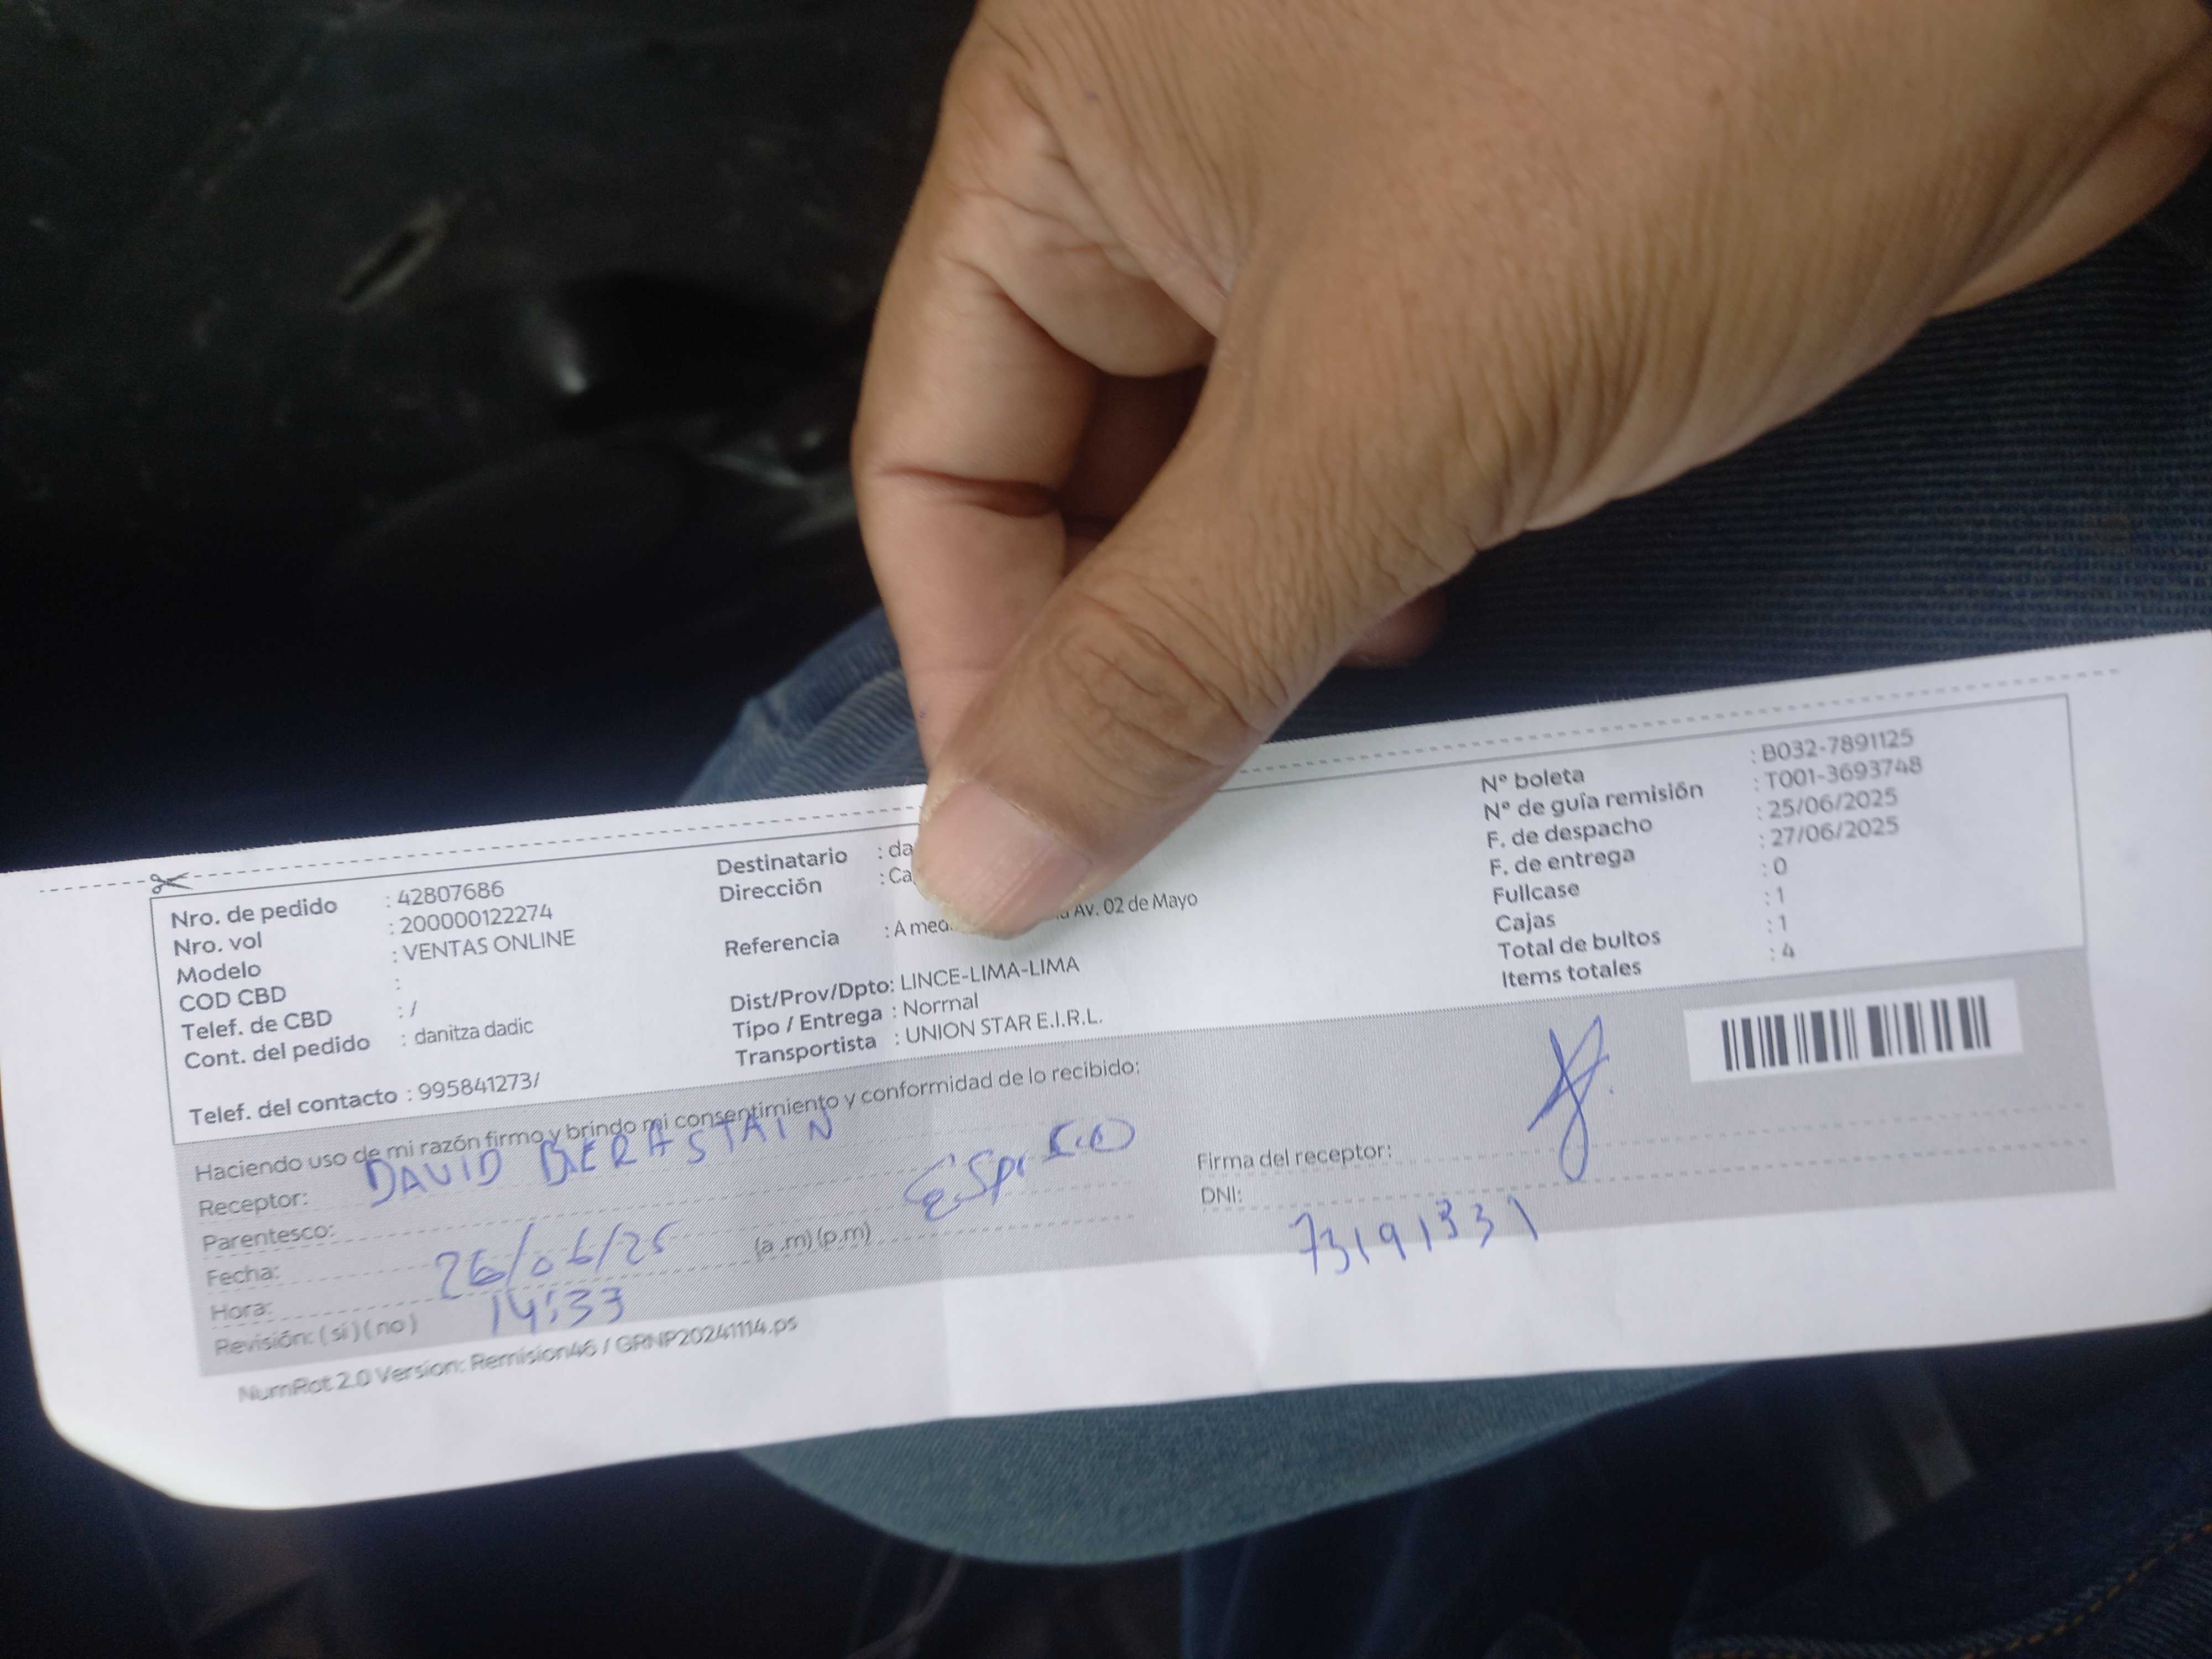 Nro. de pedido : 42807686
Nro. vol : 200000122274
Modelo : VENTAS ONLINE
COD CBD :
Telef. de CBD : /
Cont. del pedido : danitza dadic
Telef. del contacto : 995841273/
Destinatario : da
Dirección : Ca
Referencia : A med Av. 02 de Mayo
Dist/Prov/Dpto: LINCE-LIMA-LIMA
Tipo / Entrega : Normal
Transportista : UNION STAR E.I.R.L.
N° boleta : B032-7891125
N° de guía remisión : T001-3693748
F. de despacho : 25/06/2025
F. de entrega : 27/06/2025
Fullcase : 0
Cajas : 1
Total de bultos : 1
Items totales : 4
Haciendo uso de mi razón firmo y brindo mi consentimiento y conformidad de lo recibido:
Receptor: DAVID BERASTAIN
Parentesco:
Fecha: 26/06/25 (a .m) (p.m)
Hora: 14:33
Revisión: ( si ) ( no )
Firma del receptor:
DNI: 73191331
NumRot 2.0 Version: Remision46 / GRNP20241114.ps